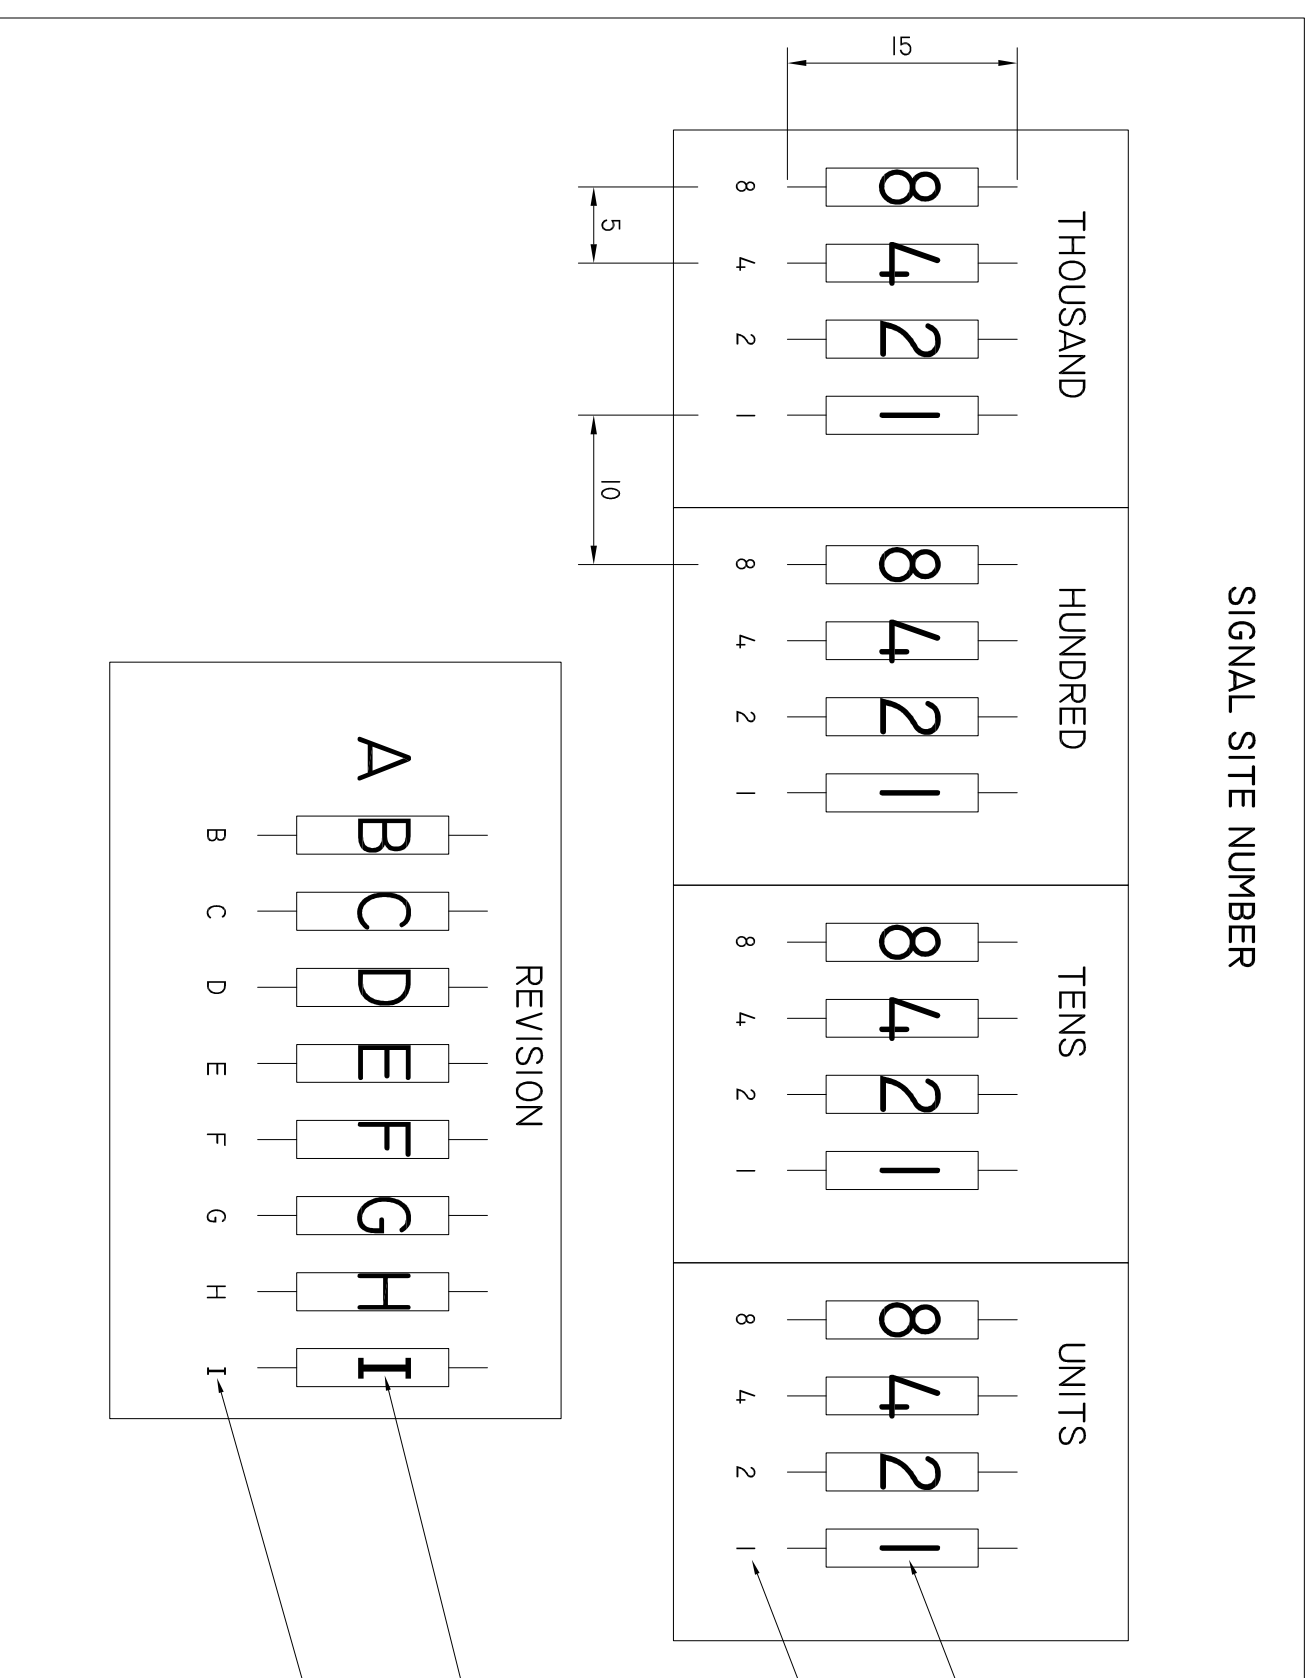 SIGNAL SITE NUMBER
THOUSAND HUNDRED TENS UNITS
15
8 4 2 1 8 4 2 1 8 4 2 1 8 4 2 1
8 4 2 1 8 4 2 1 8 4 2 1 8 4 2 1
5 10
REVISION
A B C D E F G H I
B C D E F G H I